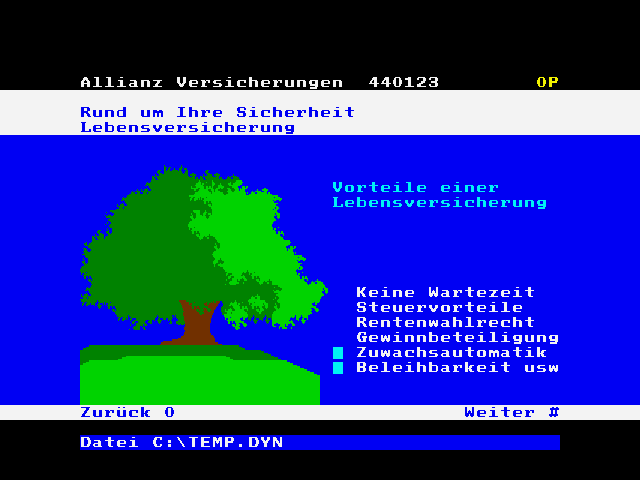 Allianz Versicherungen 440123 0P
Rund um Ihre Sicherheit
Lebensversicherung
Vorteile einer
Lebensversicherung
Keine Wartezeit
Steuervorteile
Rentenwahlrecht
Gewinnbeteiligung
Zuwachsautomatik
Beleihbarkeit usw
Zurück 0 Weiter #
Datei C:\TEMP.DYN